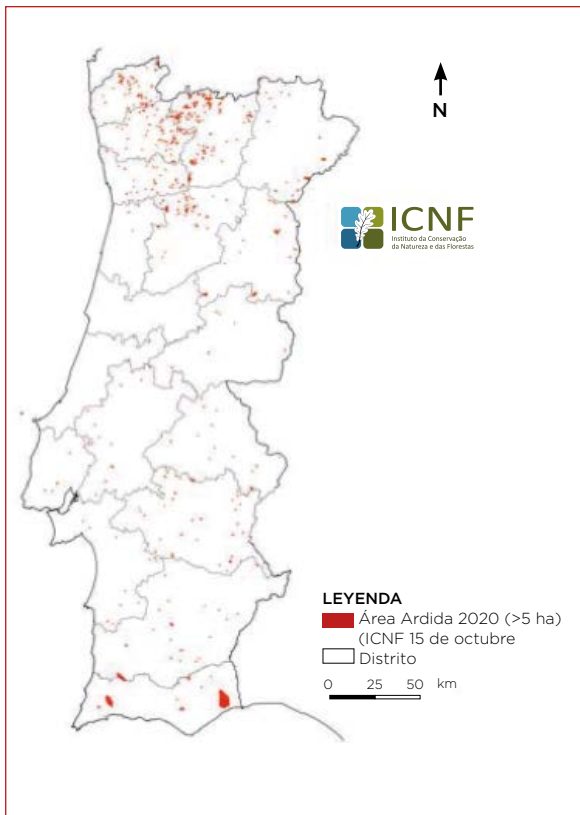 N
ICNF
Instituto da Conservação
da Natureza e das Florestas
LEYENDA
Área Ardida 2020 (>5 ha)
(ICNF 15 de octubre
Distrito
0 25 50 km